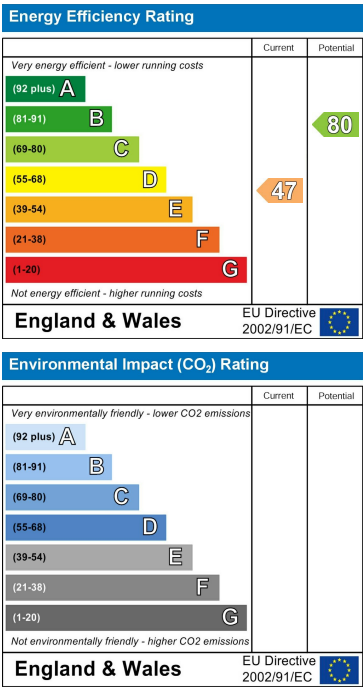 Energy Efficiency Rating
Current Potential
Very energy efficient - lower running costs
(92 plus) A
(81-91) B
(69-80) C
(55-68) D
(39-54) E
(21-38) F
(1-20) G
47
80
Not energy efficient - higher running costs
England & Wales
EU Directive
2002/91/EC
Environmental Impact (CO₂) Rating
Current Potential
Very environmentally friendly - lower CO2 emissions
(92 plus) A
(81-91) B
(69-80) C
(55-68) D
(39-54) E
(21-38) F
(1-20) G
Not environmentally friendly - higher CO2 emissions
England & Wales
EU Directive
2002/91/EC